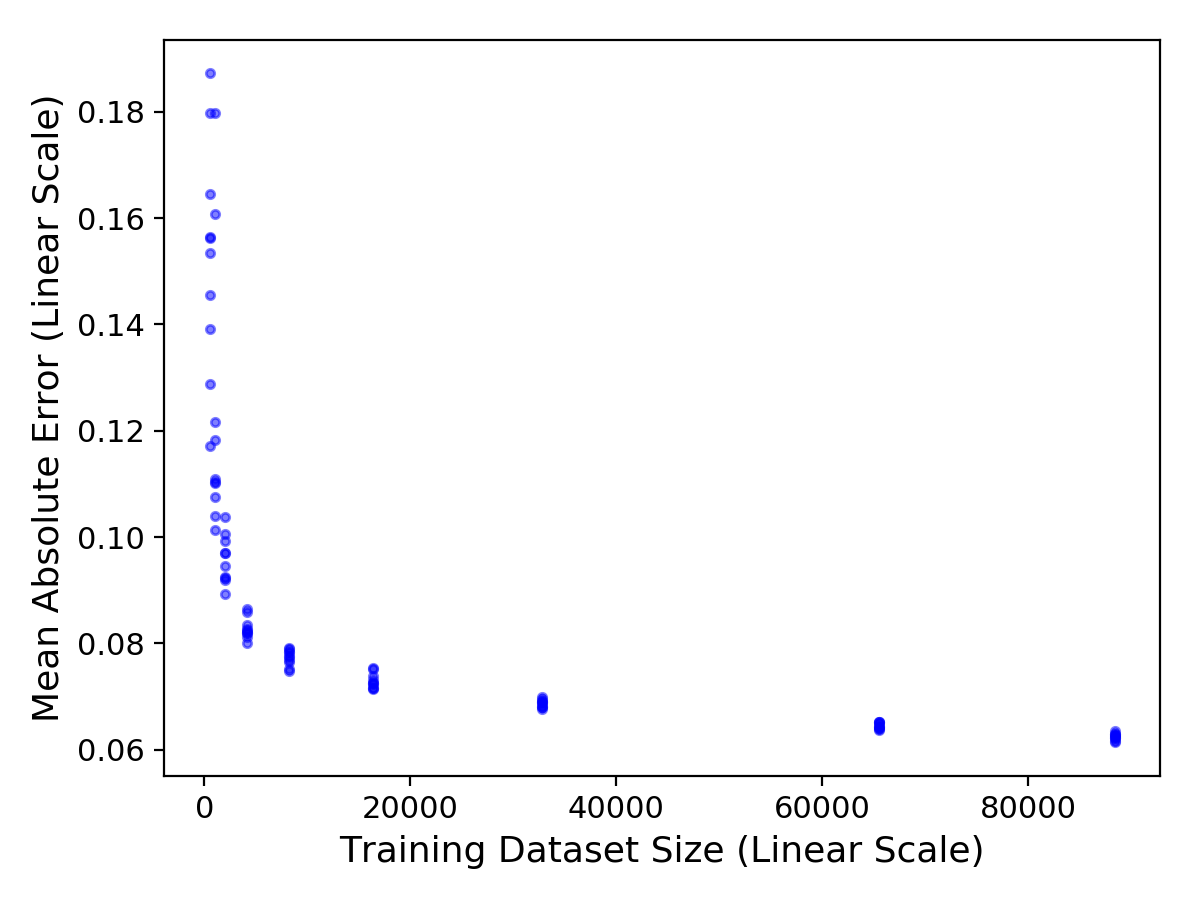 0.18
0.16
0.14
0.12
0.10
0.08
0.06
Mean Absolute Error (Linear Scale)
0 20000 40000 60000 80000
Training Dataset Size (Linear Scale)